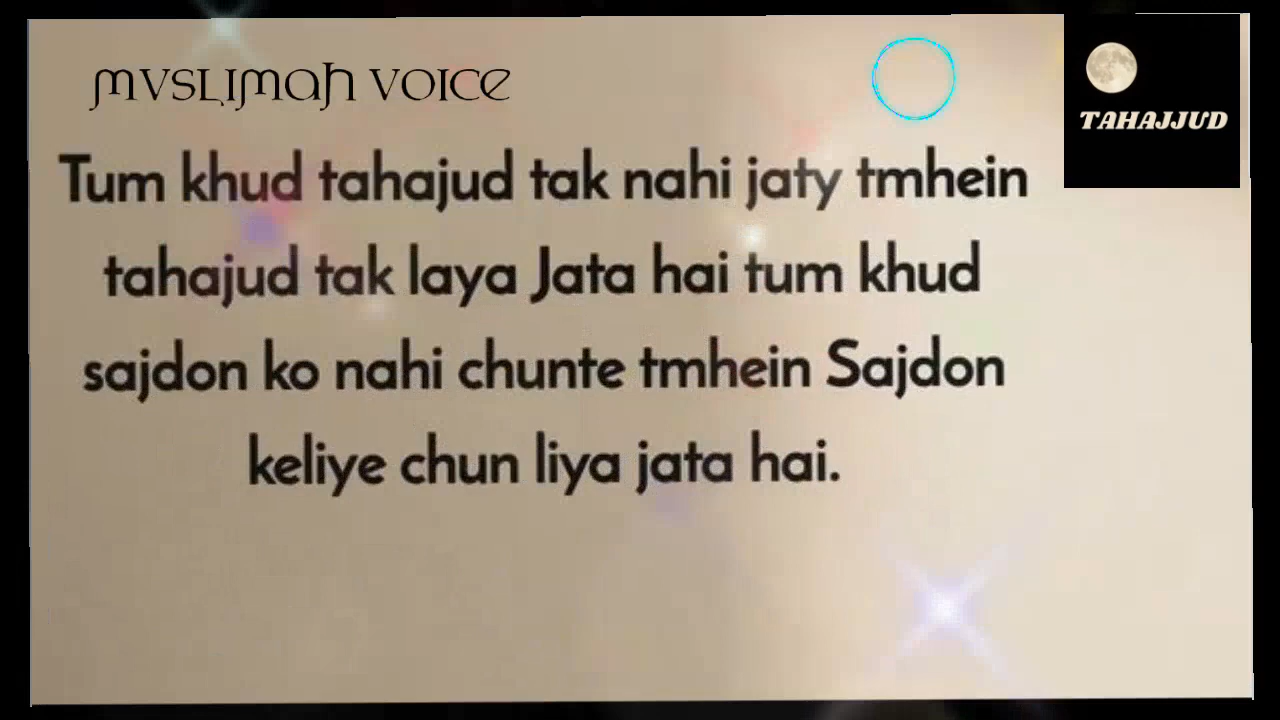 MUSLIMAH VOICE
TAHAJJUD
Tum khud tahajud tak nahi jaty tmhein
tahajud tak laya Jata hai tum khud
sajdon ko nahi chunte tmhein Sajdon
keliye chun liya jata hai.